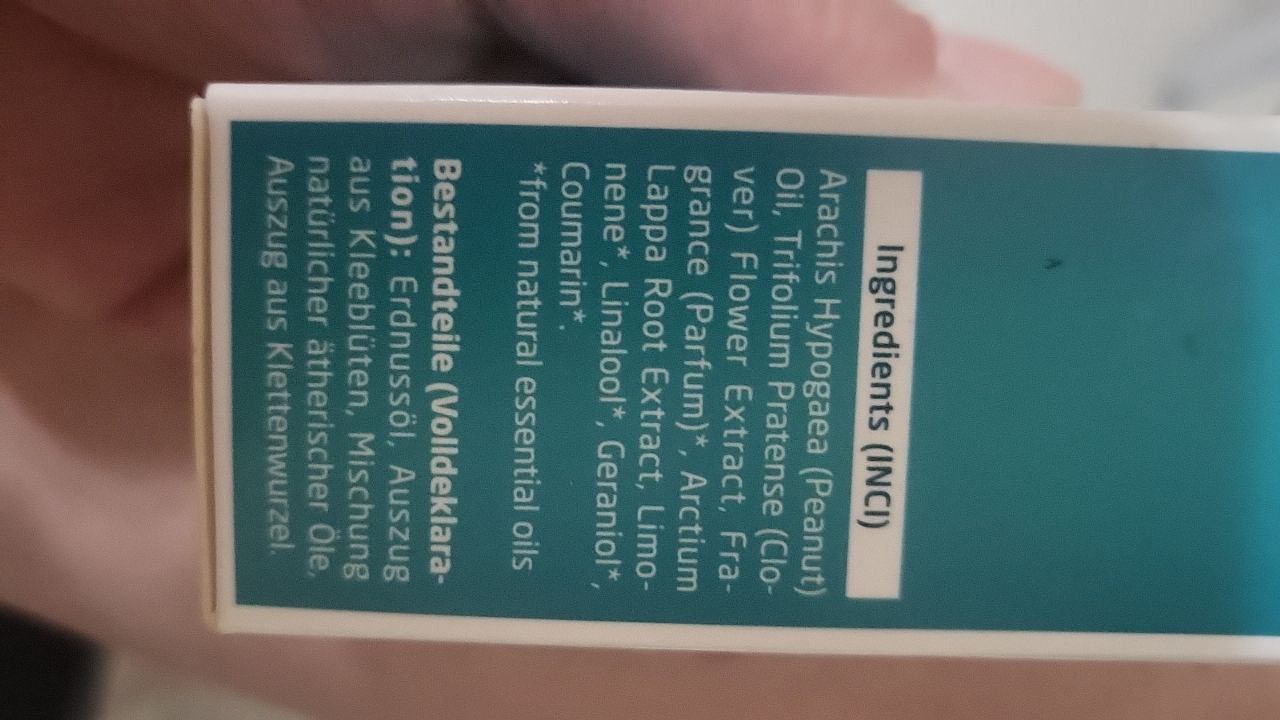 Ingredients (INCI)
Arachis Hypogaea (Peanut)
Oil, Trifolium Pratense (Clo-
ver) Flower Extract, Fra-
grance (Parfum)*, Arctium
Lappa Root Extract, Limo-
nene*, Linalool*, Geraniol*,
Coumarin*.
*from natural essential oils
Bestandteile (Volldeklara-
tion): Erdnussöl, Auszug
aus Kleeblüten, Mischung
natürlicher ätherischer Öle,
Auszug aus Klettenwurzel.